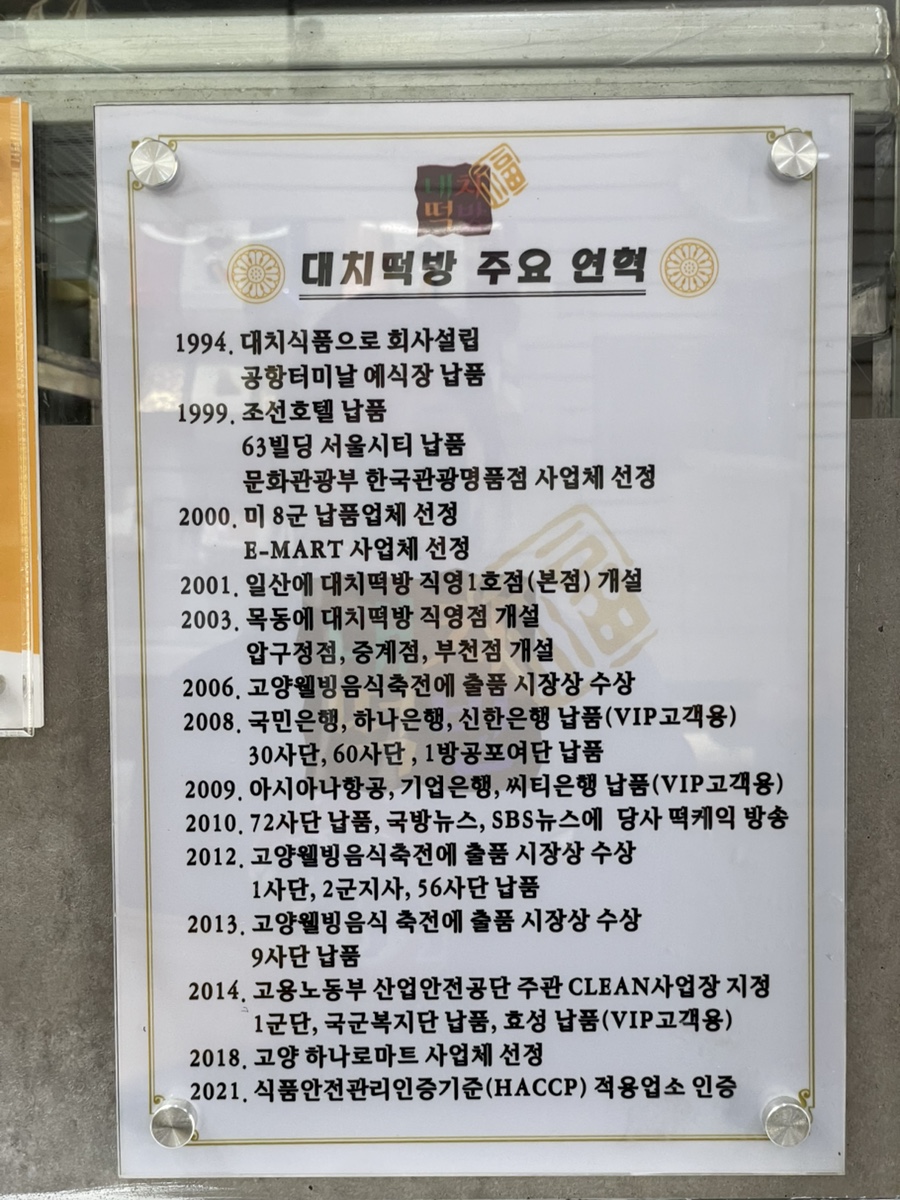 대치
떡방
福
대치떡방 주요 연혁
1994. 대치식품으로 회사설립
공항터미날 예식장 납품
1999. 조선호텔 납품
63빌딩 서울시티 납품
문화관광부 한국관광명품점 사업체 선정
2000. 미 8군 납품업체 선정
E-MART 사업체 선정
2001. 일산에 대치떡방 직영1호점(본점) 개설
2003. 목동에 대치떡방 직영점 개설
압구정점, 중계점, 부천점 개설
2006. 고양웰빙음식축전에 출품 시장상 수상
2008. 국민은행, 하나은행, 신한은행 납품(VIP고객용)
30사단, 60사단 , 1방공포여단 납품
2009. 아시아나항공, 기업은행, 씨티은행 납품(VIP고객용)
2010. 72사단 납품, 국방뉴스, SBS뉴스에 당사 떡케익 방송
2012. 고양웰빙음식축전에 출품 시장상 수상
1사단, 2군지사, 56사단 납품
2013. 고양웰빙음식 축전에 출품 시장상 수상
9사단 납품
2014. 고용노동부 산업안전공단 주관 CLEAN사업장 지정
1군단, 국군복지단 납품, 효성 납품(VIP고객용)
2018. 고양 하나로마트 사업체 선정
2021. 식품안전관리인증기준(HACCP) 적용업소 인증